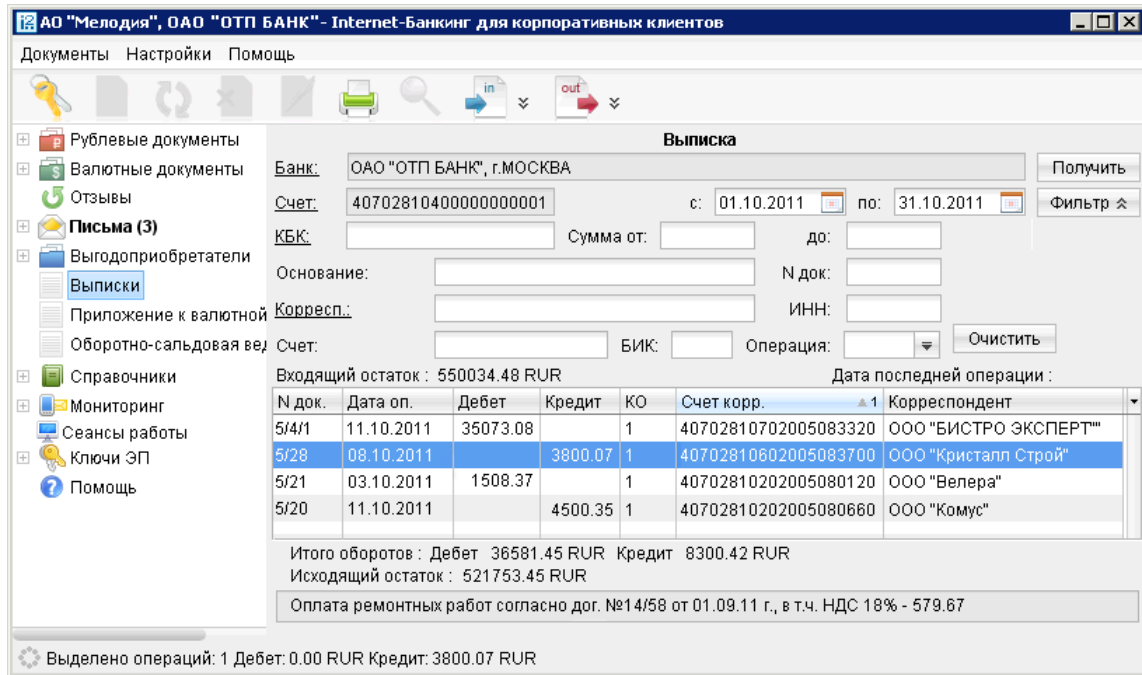 АО "Мелодия", ОАО "ОТП БАНК"- Internet-Банкинг для корпоративных клиентов
Документы Настройки Помощь
in out
Рублевые документы
Валютные документы
Отзывы
Письма (3)
Выгодоприобретатели
Выписки
Приложение к валютной
Оборотно-сальдовая вед
Справочники
Мониторинг
Сеансы работы
Ключи ЭП
Помощь
Выписка
Банк: ОАО "ОТП БАНК", г.МОСКВА Получить
Счет: 40702810400000000001 с: 01.10.2011 по: 31.10.2011 Фильтр
КБК: Сумма от: до:
Основание: N док:
Корресп.: ИНН:
Счет: БИК: Операция: Очистить
Входящий остаток : 550034.48 RUR Дата последней операции :
N док. Дата оп. Дебет Кредит КО Счет корр. 1 Корреспондент
5/4/1 11.10.2011 35073.08 1 40702810702005083320 ООО "БИСТРО ЭКСПЕРТ""
5/28 08.10.2011 3800.07 1 40702810602005083700 ООО "Кристалл Строй"
5/21 03.10.2011 1508.37 1 40702810202005080120 ООО "Велера"
5/20 11.10.2011 4500.35 1 40702810202005080660 ООО "Комус"
Итого оборотов : Дебет 36581.45 RUR Кредит 8300.42 RUR
Исходящий остаток : 521753.45 RUR
Оплата ремонтных работ согласно дог. №14/58 от 01.09.11 г., в т.ч. НДС 18% - 579.67
Выделено операций: 1 Дебет: 0.00 RUR Кредит: 3800.07 RUR